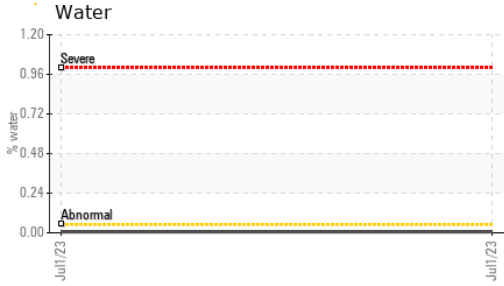 Water
1.20
Severe
0.96
0.72
% water
0.48
0.24
Abnormal
0.00
Jul1/23
Jul1/23